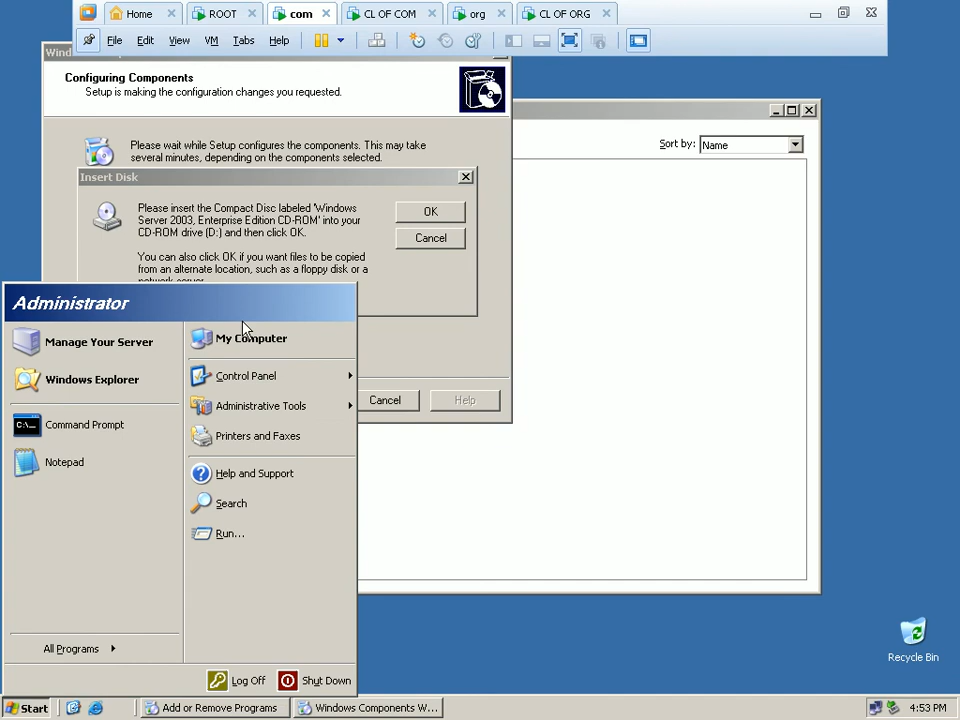 Home
ROOT
com
CL OF COM
org
CL OF ORG
File
Edit
View
VM
Tabs
Help
Configuring Components
Setup is making the configuration changes you requested.
Please wait while Setup configures the components. This may take
several minutes, depending on the components selected.
Sort by:
Name
Insert Disk
Please insert the Compact Disc labeled 'Windows
Server 2003, Enterprise Edition CD-ROM' into your
CD-ROM drive (D:) and then click OK.
You can also click OK if you want files to be copied
from an alternate location, such as a floppy disk or a
network server.
OK
Cancel
Cancel
Help
Administrator
Manage Your Server
Windows Explorer
Command Prompt
Notepad
All Programs
My Computer
Control Panel
Administrative Tools
Printers and Faxes
Help and Support
Search
Run...
Log Off
Shut Down
Recycle Bin
Start
Add or Remove Programs
Windows Components W...
4:53 PM